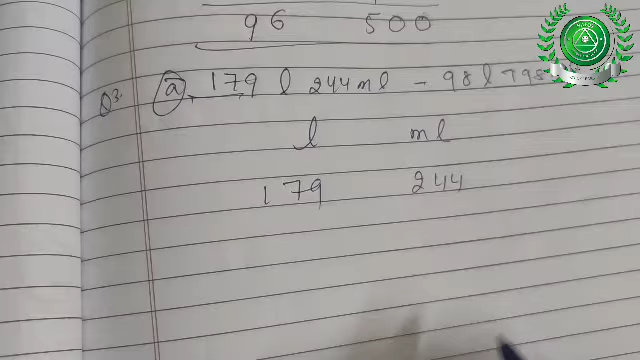 96 500
Q3. a 179 l 244 ml - 98 l 798
l ml
179 244